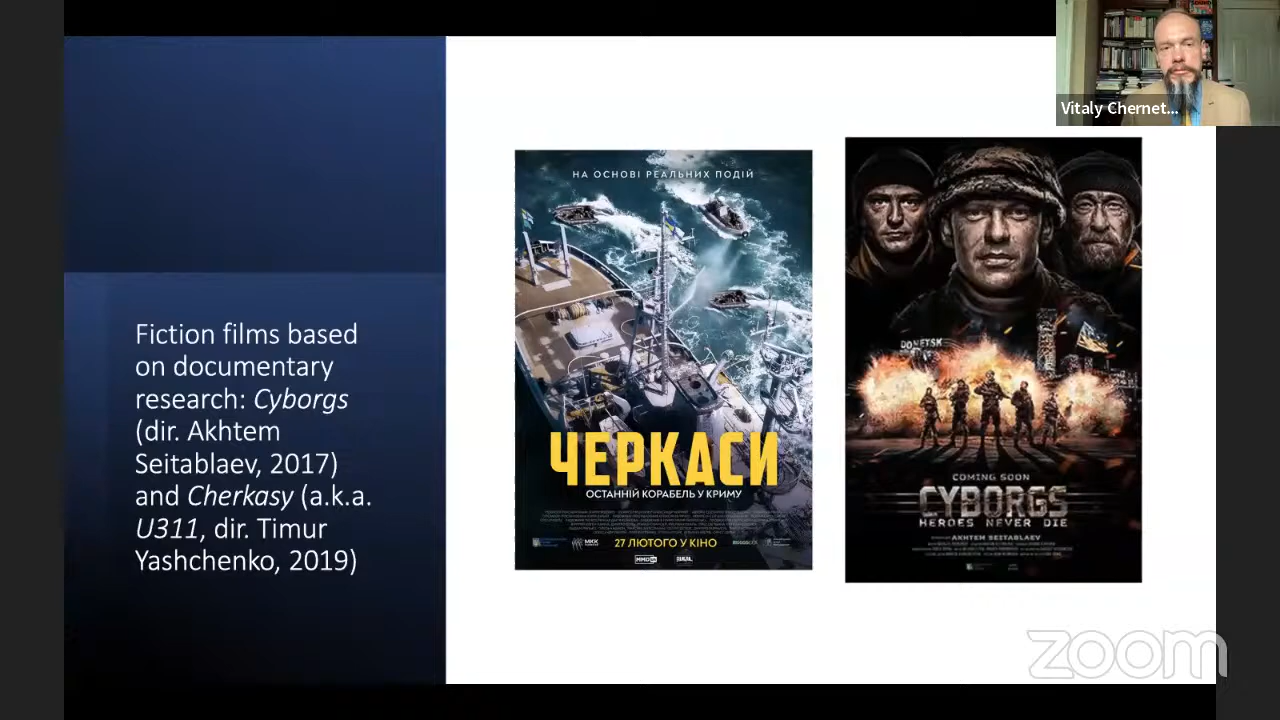 Vitaly Chernet...
Fiction films based
on documentary
research: Cyborgs
(dir. Akhtem
Seitablaev, 2017)
and Cherkasy (a.k.a.
U311, dir. Timur
Yashchenko, 2019)
НА ОСНОВІ РЕАЛЬНИХ ПОДІЙ
ЧЕРКАСИ
ОСТАННІЙ КОРАБЕЛЬ У КРИМУ
27 ЛЮТОГО У КІНО
DONETSK
COMING SOON
CYBORGS
HEROES NEVER DIE
AKHTEM SEITABLAEV
zoom